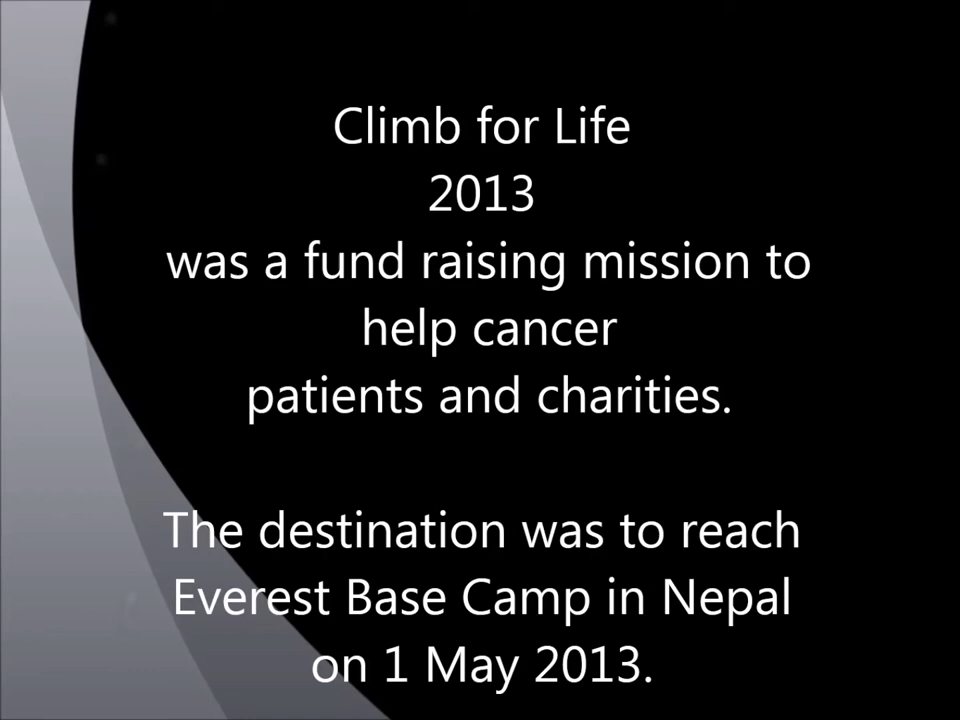 Climb for Life
2013
was a fund raising mission to
help cancer
patients and charities.
The destination was to reach
Everest Base Camp in Nepal
on 1 May 2013.